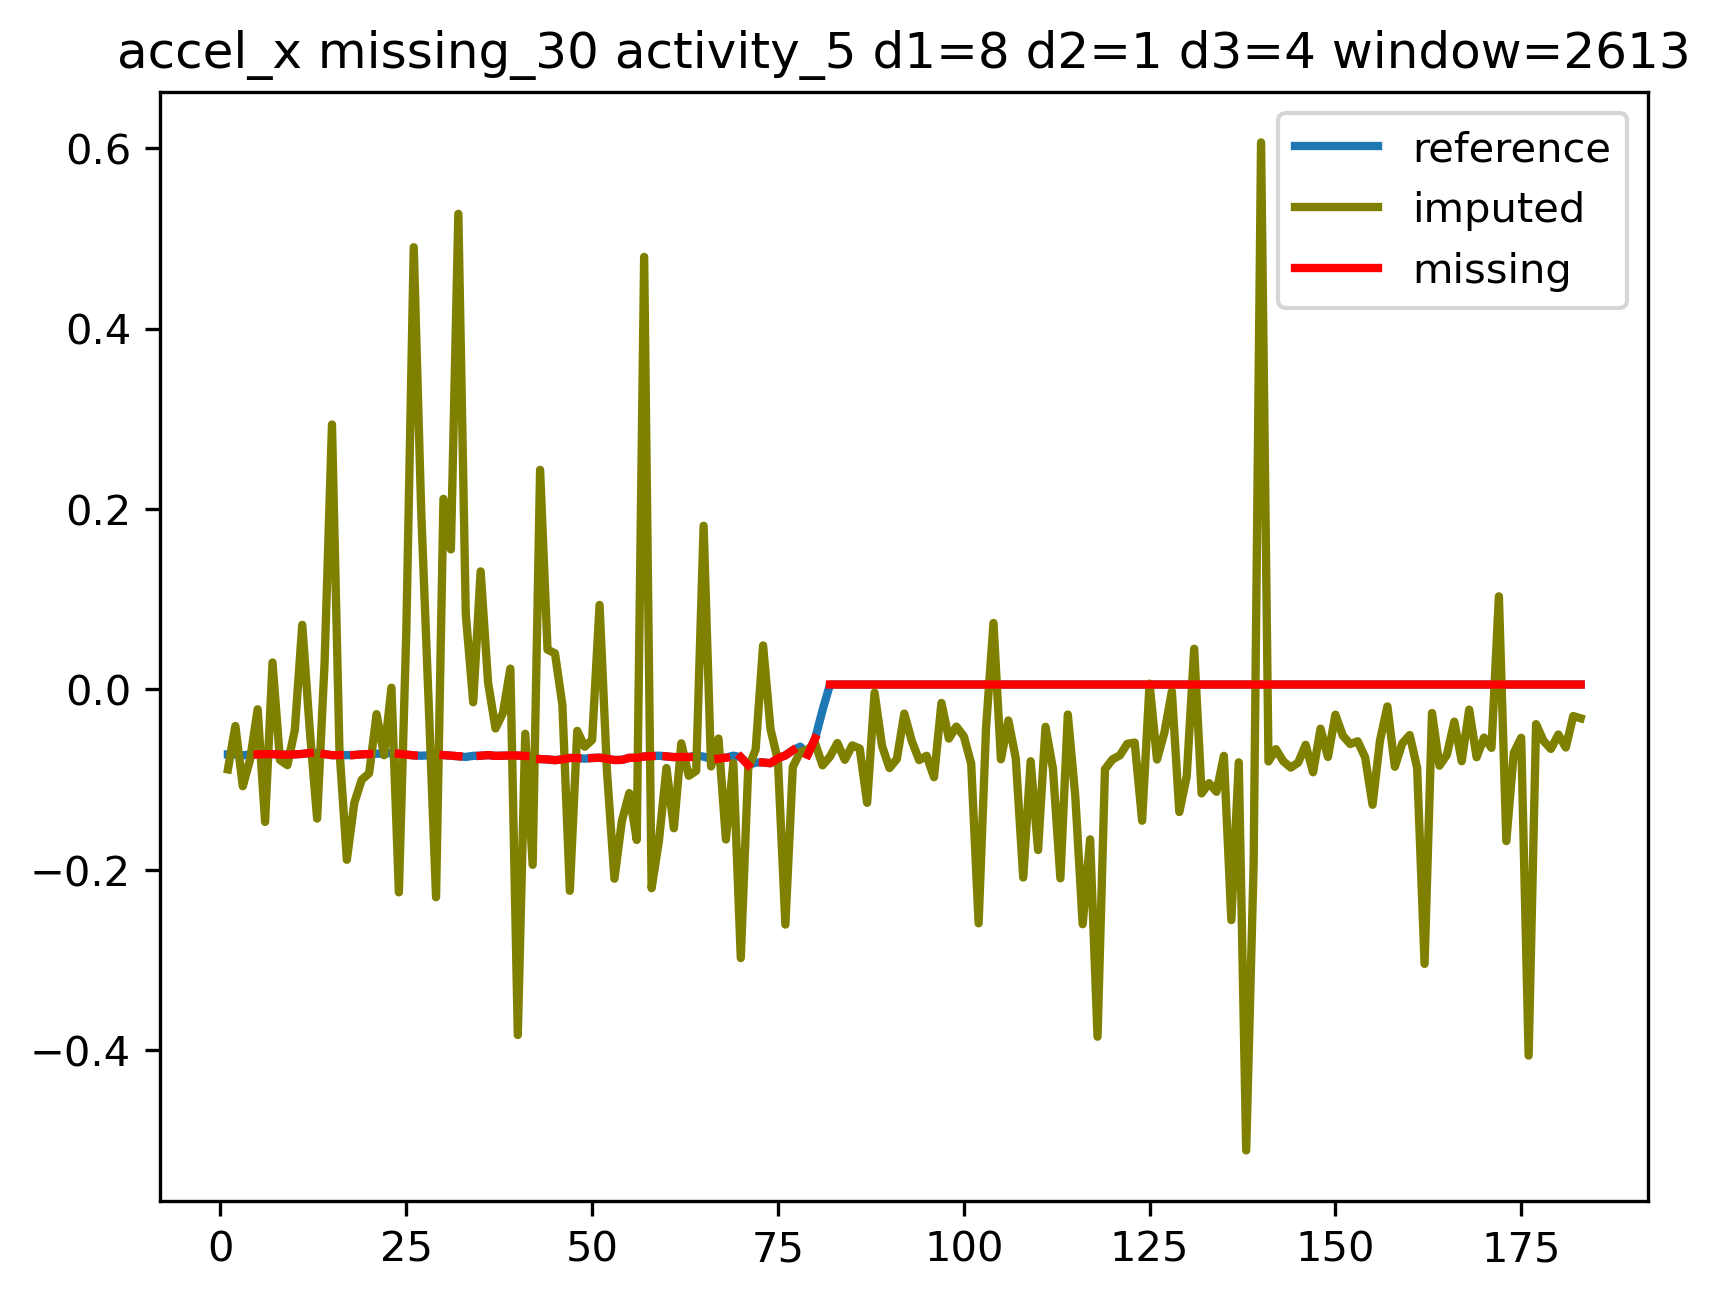 accel_x missing_30 activity_5 d1=8 d2=1 d3=4 window=2613
reference
imputed
missing
0.6
0.4
0.2
0.0
−0.2
−0.4
0 25 50 75 100 125 150 175